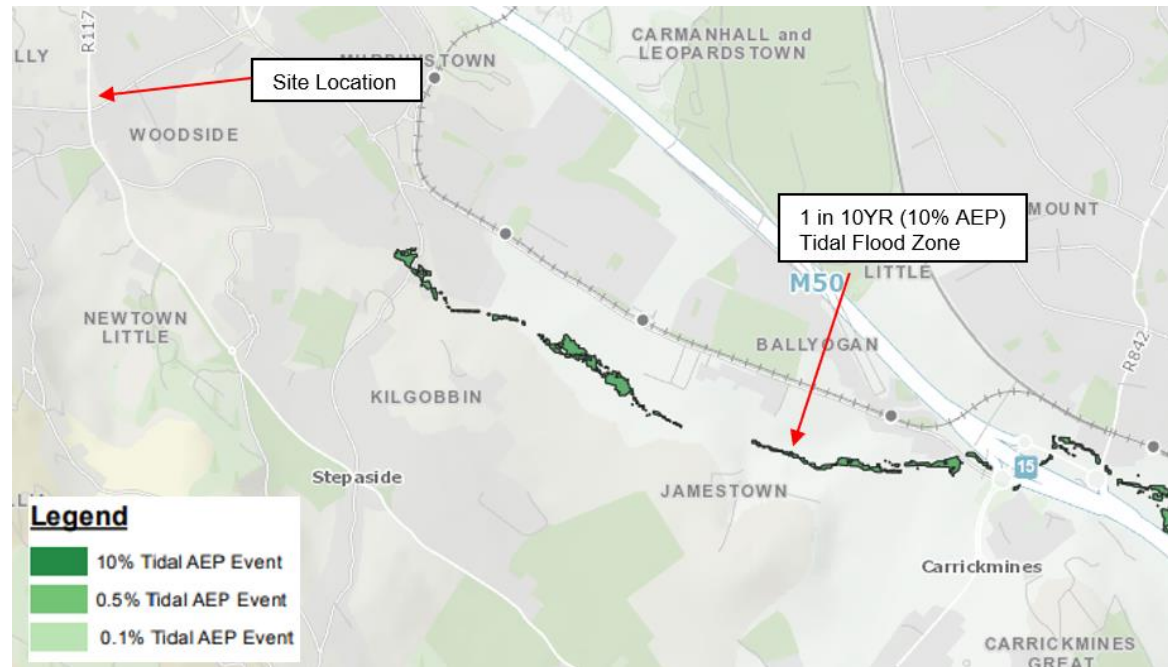 R117
LLY
CARMANHALL and
LEOPARDSTOWN
Site Location
WOODSIDE
1 in 10YR (10% AEP)
Tidal Flood Zone
MOUNT
LITTLE
M50
NEWTOWN
LITTLE
BALLYOGAN
R842
KILGOBBIN
15
Stepaside
JAMESTOWN
Legend
10% Tidal AEP Event
0.5% Tidal AEP Event
0.1% Tidal AEP Event
Carrickmines
CARRICKMINES
GREAT